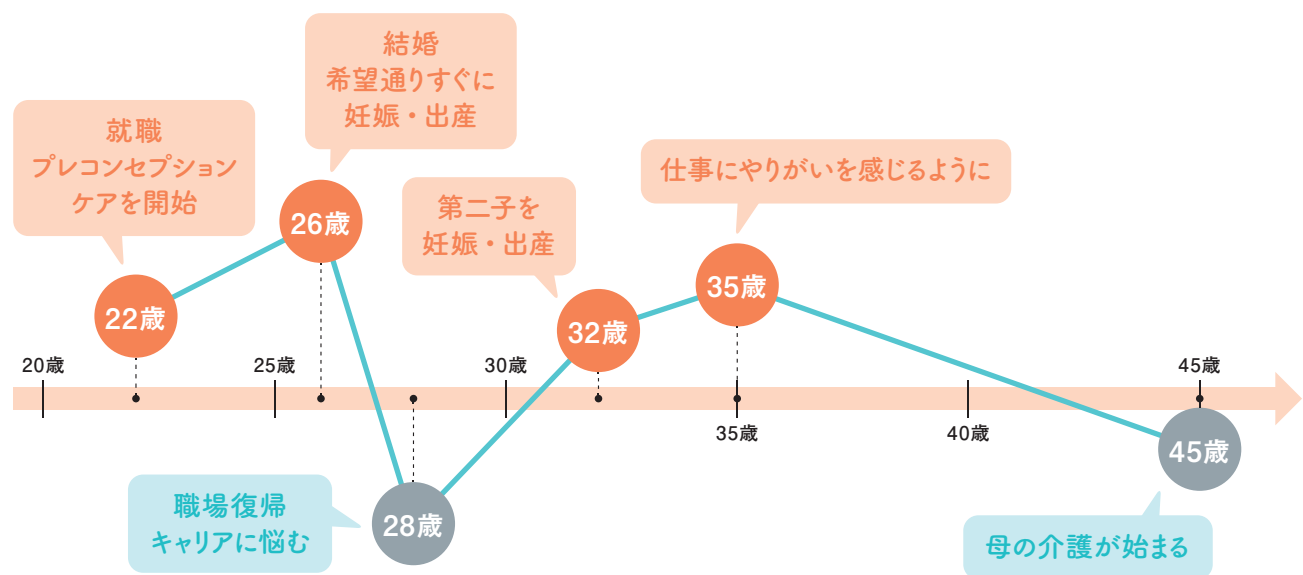 就職
プレコンセプション
ケアを開始
22歳
結婚
希望通りすぐに
妊娠・出産
26歳
職場復帰
キャリアに悩む
28歳
第二子を
妊娠・出産
32歳
仕事にやりがいを感じるように
35歳
母の介護が始まる
45歳
20歳
25歳
30歳
35歳
40歳
45歳